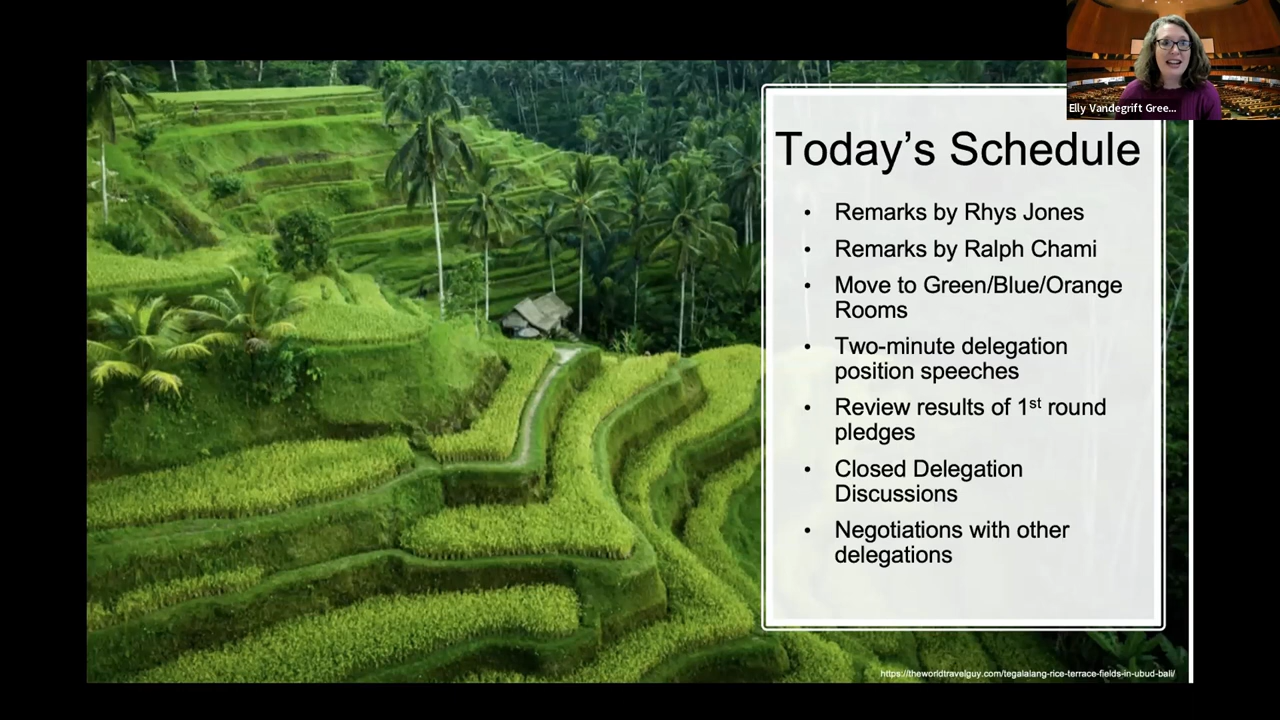 Elly Vandegrift Gree...
Today's Schedule
• Remarks by Rhys Jones
• Remarks by Ralph Chami
• Move to Green/Blue/Orange
Rooms
• Two-minute delegation
position speeches
• Review results of 1st round
pledges
• Closed Delegation
Discussions
• Negotiations with other
delegations
https://theworldtravelguy.com/tegalalang-rice-terrace-fields-in-ubud-bali/